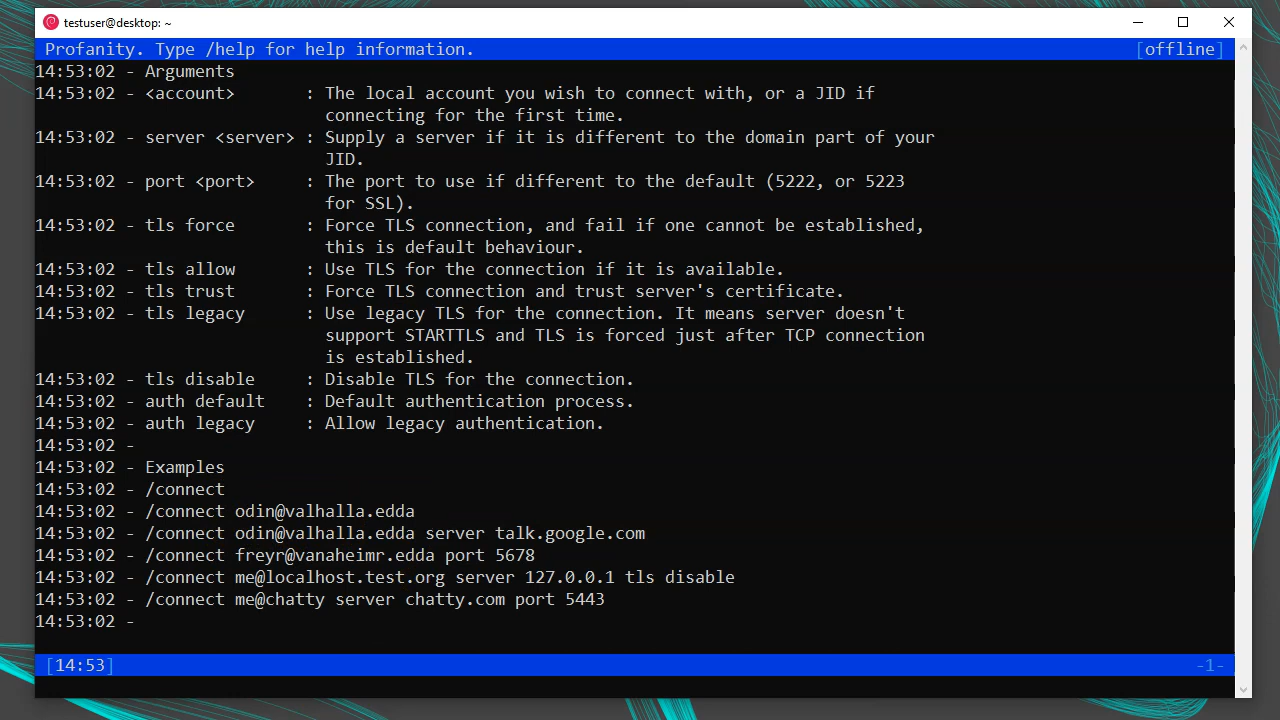 testuser@desktop: ~
Profanity. Type /help for help information. [offline]
14:53:02 - Arguments
14:53:02 - <account> : The local account you wish to connect with, or a JID if
connecting for the first time.
14:53:02 - server <server> : Supply a server if it is different to the domain part of your
JID.
14:53:02 - port <port> : The port to use if different to the default (5222, or 5223
for SSL).
14:53:02 - tls force : Force TLS connection, and fail if one cannot be established,
this is default behaviour.
14:53:02 - tls allow : Use TLS for the connection if it is available.
14:53:02 - tls trust : Force TLS connection and trust server's certificate.
14:53:02 - tls legacy : Use legacy TLS for the connection. It means server doesn't
support STARTTLS and TLS is forced just after TCP connection
is established.
14:53:02 - tls disable : Disable TLS for the connection.
14:53:02 - auth default : Default authentication process.
14:53:02 - auth legacy : Allow legacy authentication.
14:53:02 -
14:53:02 - Examples
14:53:02 - /connect
14:53:02 - /connect odin@valhalla.edda
14:53:02 - /connect odin@valhalla.edda server talk.google.com
14:53:02 - /connect freyr@vanaheimr.edda port 5678
14:53:02 - /connect me@localhost.test.org server 127.0.0.1 tls disable
14:53:02 - /connect me@chatty server chatty.com port 5443
14:53:02 -
[14:53] -1-